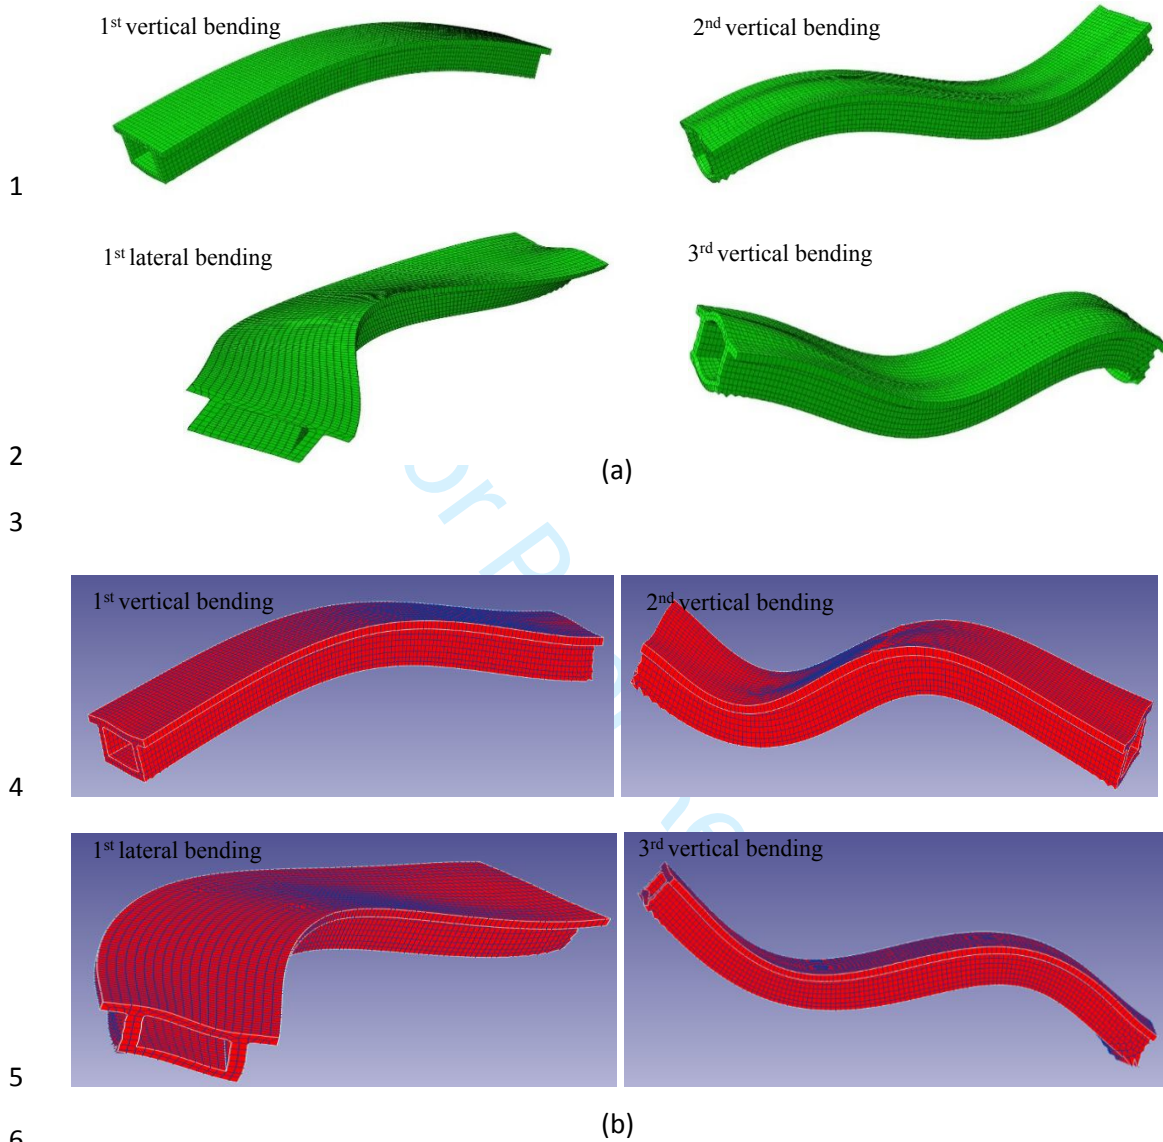 1st vertical bending
2nd vertical bending
1
1st lateral bending
3rd vertical bending
2
(a)
3
1st vertical bending
2nd vertical bending
4
1st lateral bending
3rd vertical bending
5
(b)
6